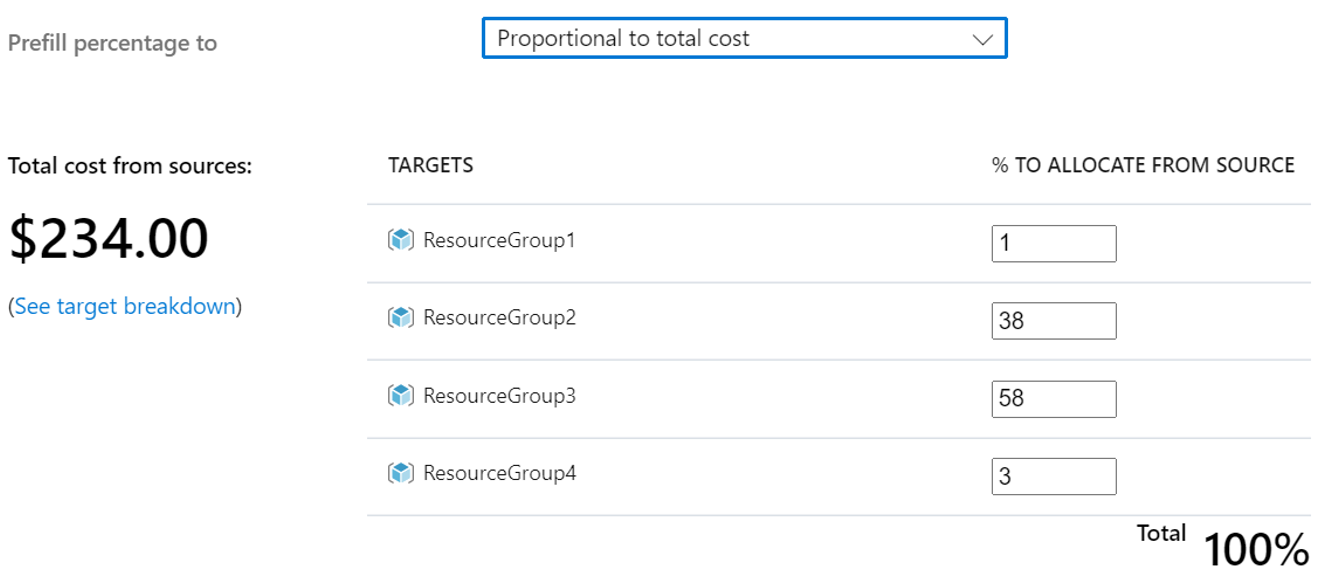 Prefill percentage to
Proportional to total cost
Total cost from sources:
$234.00
(See target breakdown)
TARGETS
% TO ALLOCATE FROM SOURCE
ResourceGroup1
1
ResourceGroup2
38
ResourceGroup3
58
ResourceGroup4
3
Total 100%